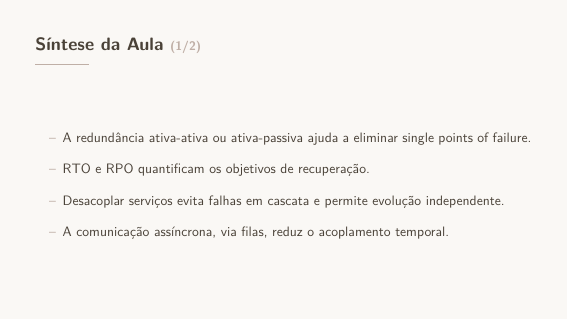 Síntese da Aula (1/2)
– A redundância ativa-ativa ou ativa-passiva ajuda a eliminar single points of failure.
– RTO e RPO quantificam os objetivos de recuperação.
– Desacoplar serviços evita falhas em cascata e permite evolução independente.
– A comunicação assíncrona, via filas, reduz o acoplamento temporal.